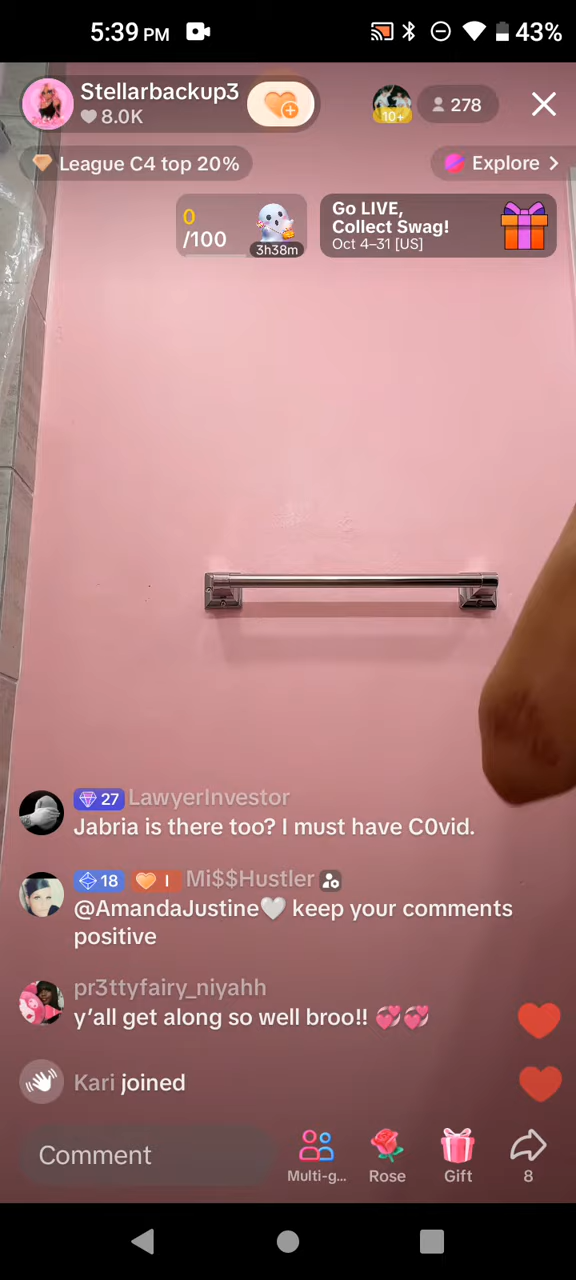 5:39 PM
43%
Stellarbackup3
8.0K
10+
278
League C4 top 20%
Explore >
0
/100
3h38m
Go LIVE,
Collect Swag!
Oct 4–31 [US]
27 LawyerInvestor
Jabria is there too? I must have C0vid.
18 I Mi$$Hustler
@AmandaJustine🤍 keep your comments
positive
pr3ttyfairy_niyahh
y'all get along so well broo!! 💞💞
Kari joined
Comment
Multi-g...
Rose
Gift
8